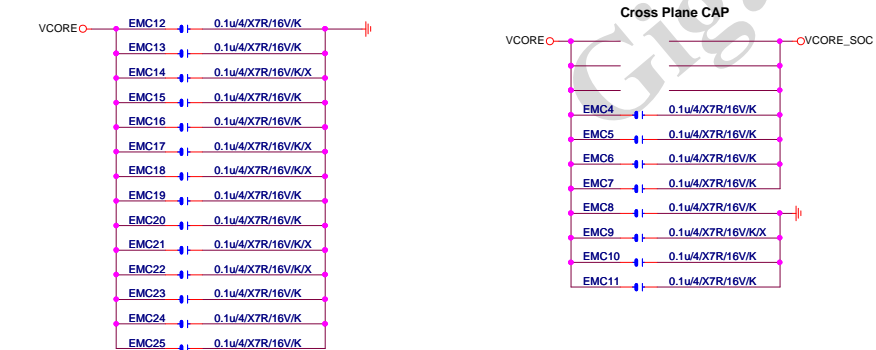 Cross Plane CAP
VCORE
EMC12 0.1u/4/X7R/16V/K
EMC13 0.1u/4/X7R/16V/K
EMC14 0.1u/4/X7R/16V/K/X
EMC15 0.1u/4/X7R/16V/K
EMC16 0.1u/4/X7R/16V/K
EMC17 0.1u/4/X7R/16V/K/X
EMC18 0.1u/4/X7R/16V/K/X
EMC19 0.1u/4/X7R/16V/K
EMC20 0.1u/4/X7R/16V/K
EMC21 0.1u/4/X7R/16V/K/X
EMC22 0.1u/4/X7R/16V/K/X
EMC23 0.1u/4/X7R/16V/K
EMC24 0.1u/4/X7R/16V/K
EMC25 0.1u/4/X7R/16V/K
VCORE VCORE_SOC
EMC4 0.1u/4/X7R/16V/K
EMC5 0.1u/4/X7R/16V/K
EMC6 0.1u/4/X7R/16V/K
EMC7 0.1u/4/X7R/16V/K
EMC8 0.1u/4/X7R/16V/K
EMC9 0.1u/4/X7R/16V/K/X
EMC10 0.1u/4/X7R/16V/K
EMC11 0.1u/4/X7R/16V/K